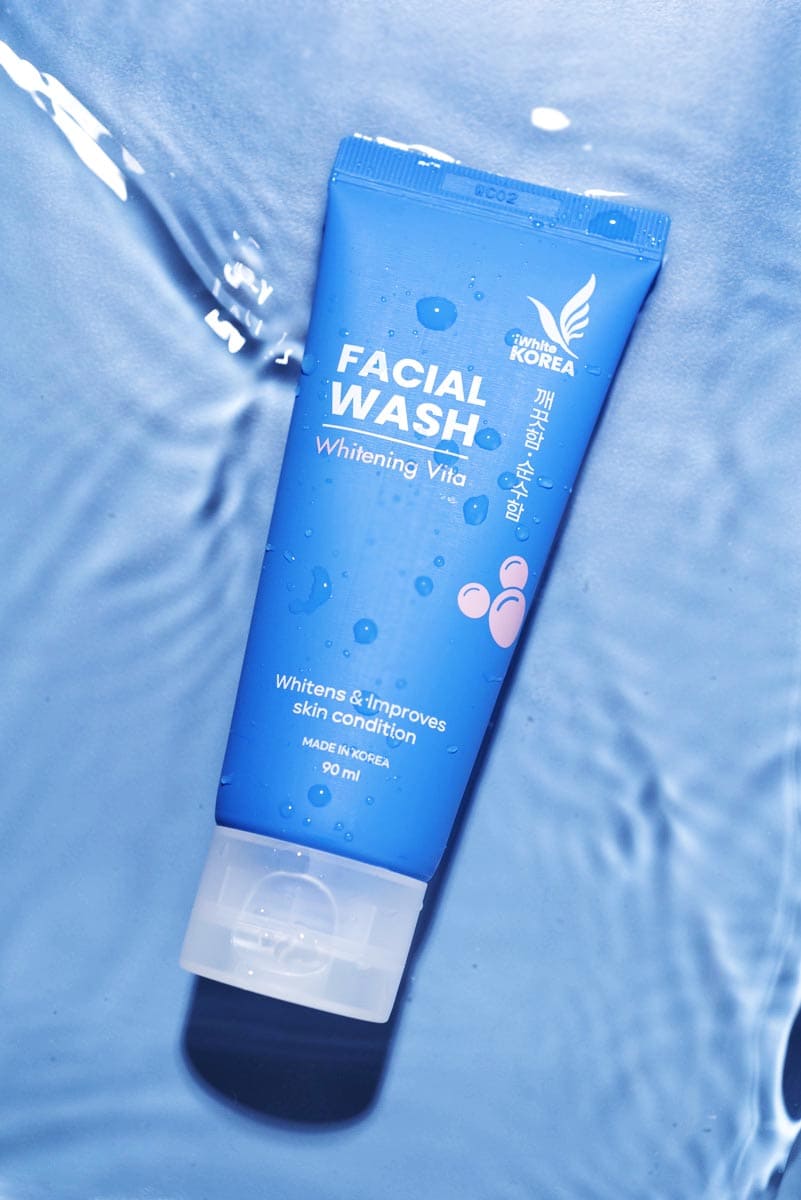 WC02
iWhite
KOREA
FACIAL
WASH
Whitening Vita
깨끗함·순수함
Whitens & Improves
skin condition
MADE IN KOREA
90 ml